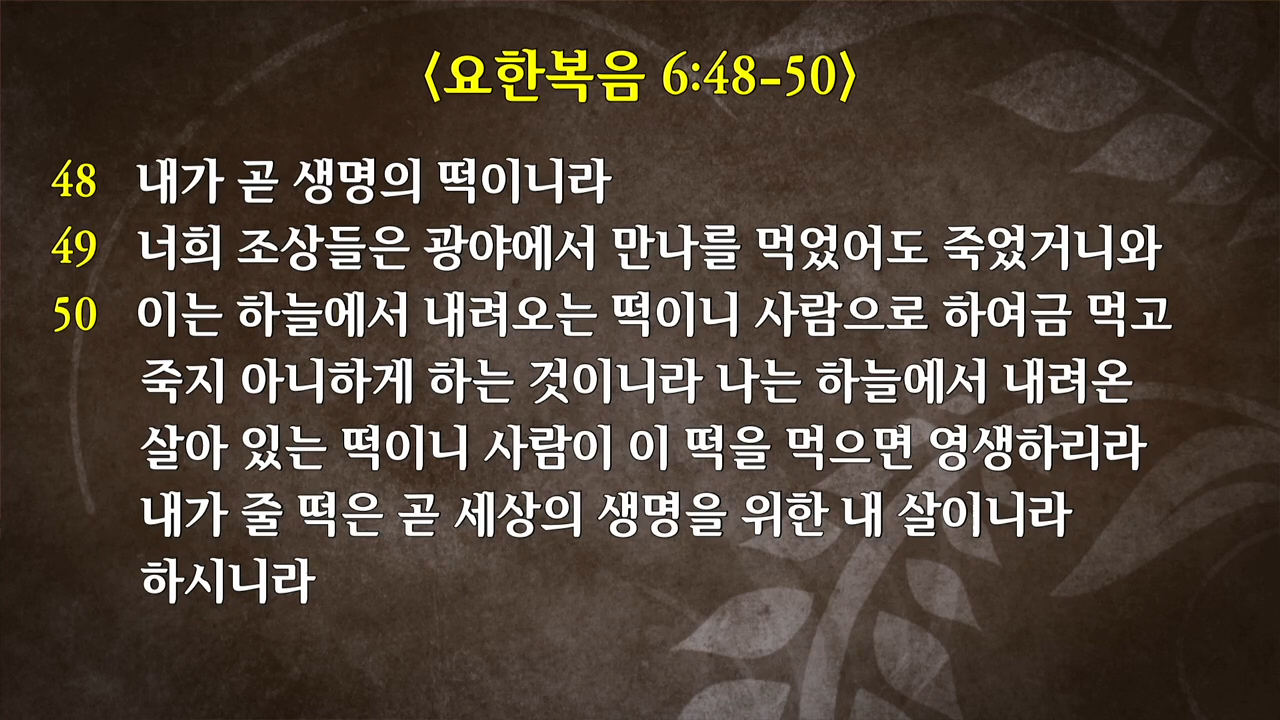 〈요한복음 6:48-50〉
48 내가 곧 생명의 떡이니라
49 너희 조상들은 광야에서 만나를 먹었어도 죽었거니와
50 이는 하늘에서 내려오는 떡이니 사람으로 하여금 먹고
죽지 아니하게 하는 것이니라 나는 하늘에서 내려온
살아 있는 떡이니 사람이 이 떡을 먹으면 영생하리라
내가 줄 떡은 곧 세상의 생명을 위한 내 살이니라
하시니라